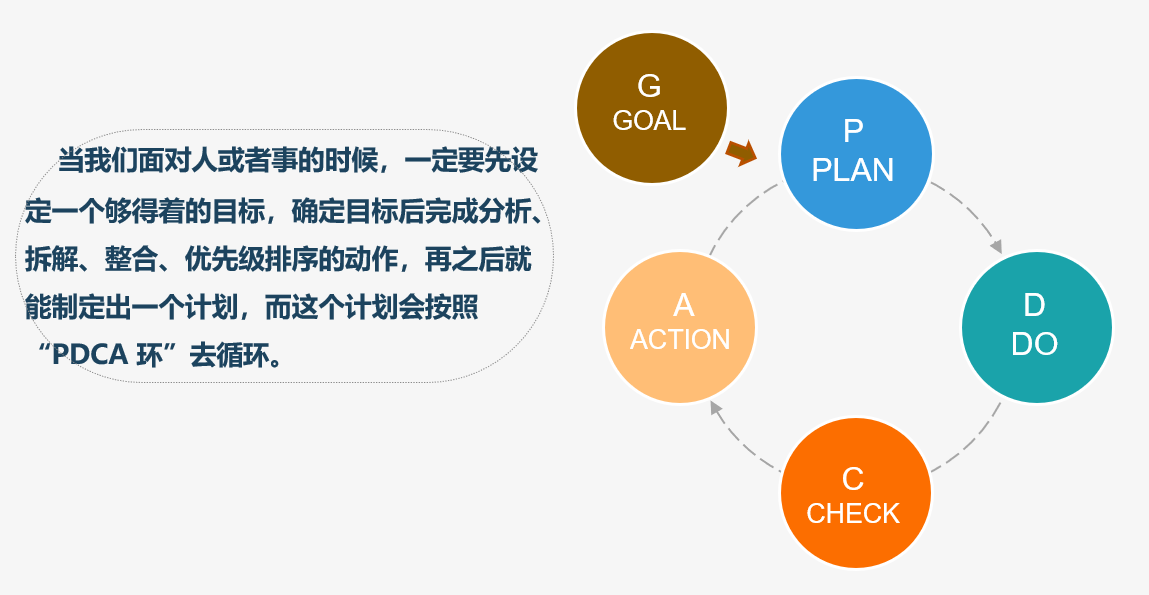 当我们面对人或者事的时候，一定要先设
定一个够得着的目标，确定目标后完成分析、
拆解、整合、优先级排序的动作，再之后就
能制定出一个计划，而这个计划会按照
“PDCA 环”去循环。
G
GOAL
P
PLAN
D
DO
C
CHECK
A
ACTION